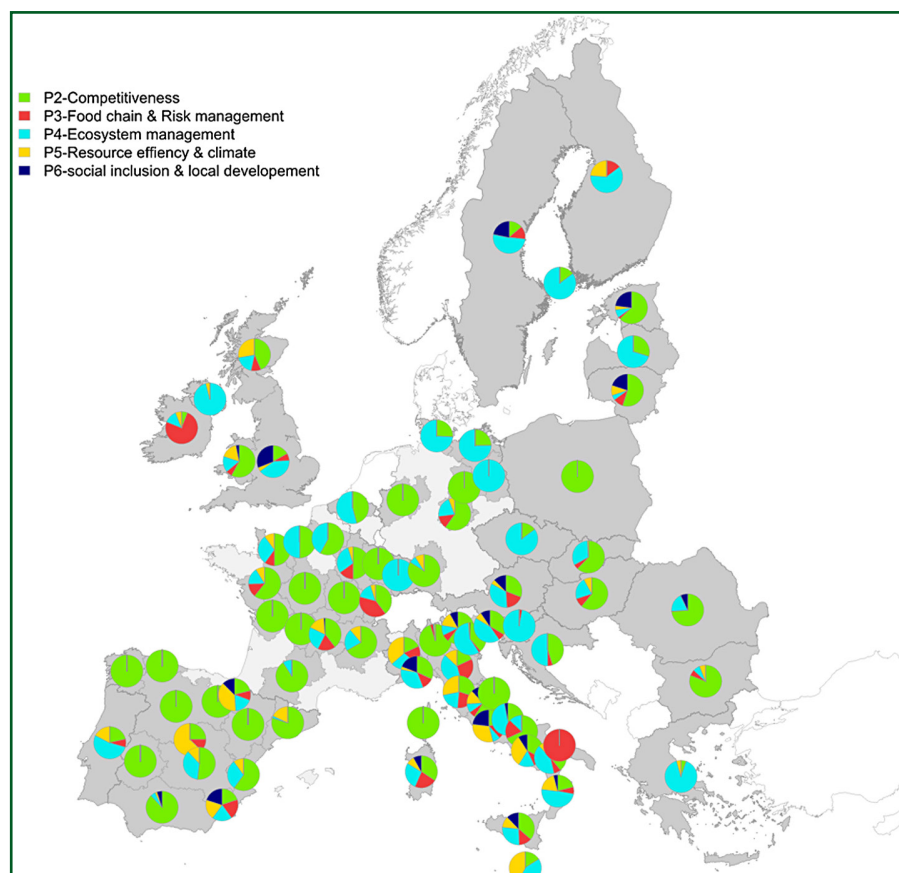 P2-Competitiveness
P3-Food chain & Risk management
P4-Ecosystem management
P5-Resource effiency & climate
P6-social inclusion & local developement